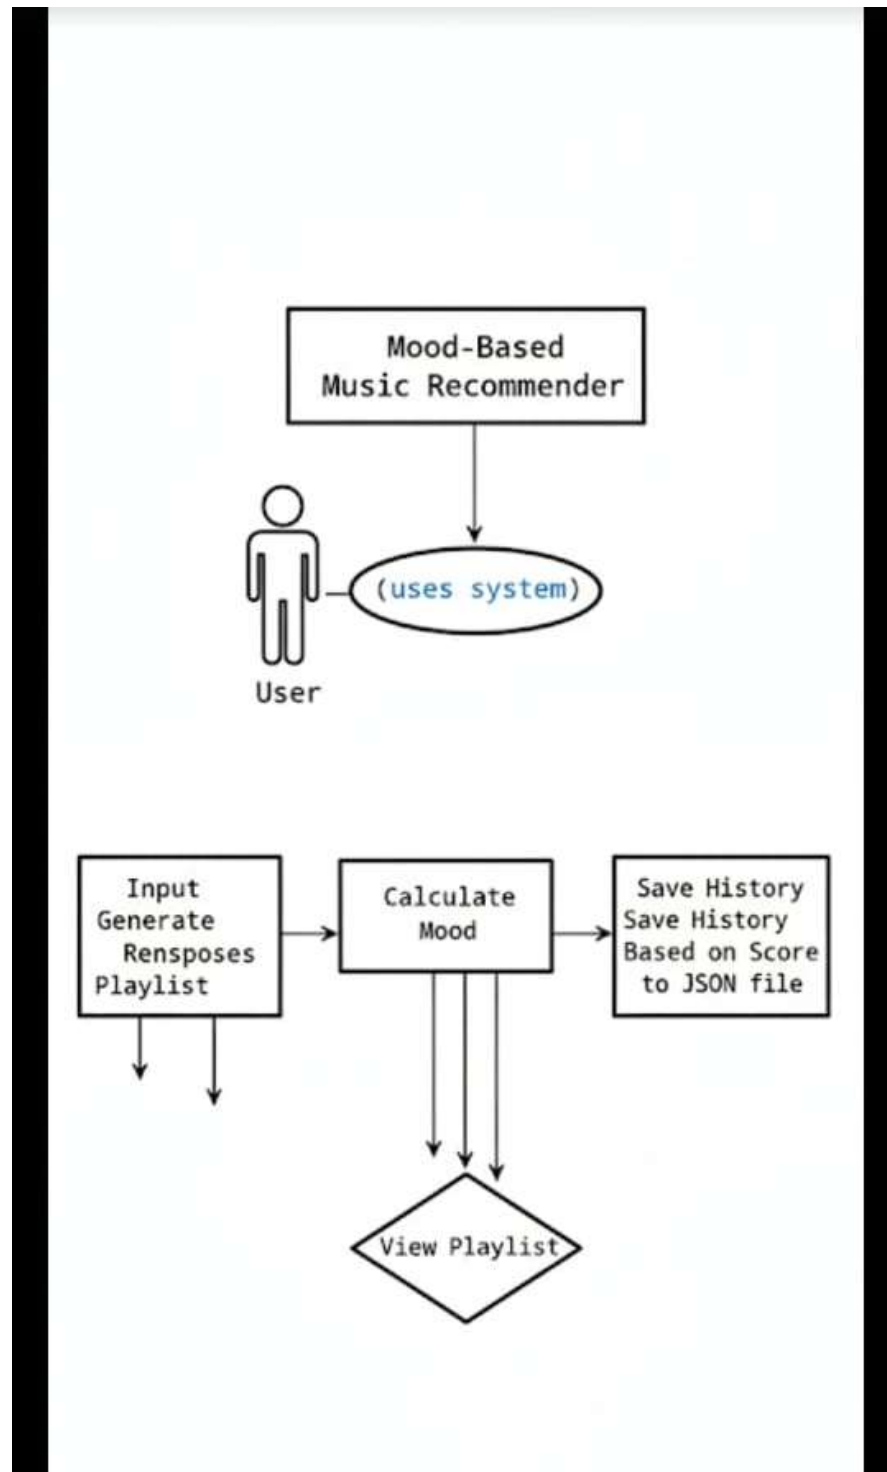 Mood-Based
Music Recommender
(uses system)
User
Input
Generate
Rensposes
Playlist
Calculate
Mood
Save History
Save History
Based on Score
to JSON file
View Playlist